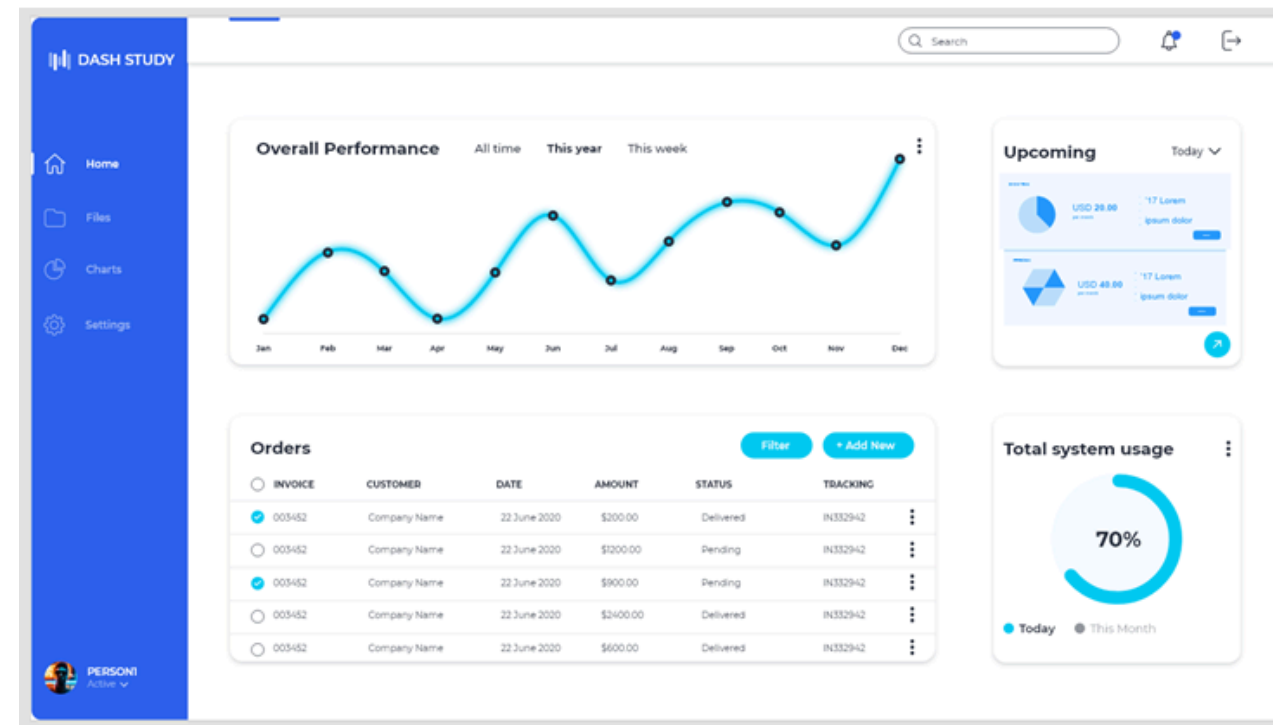 DASH STUDY
Search
Home
Files
Charts
Settings
PERSON1
Active
Overall Performance All time This year This week
Jan Feb Mar Apr May Jun Jul Aug Sep Oct Nov Dec
Upcoming Today
USD 20.00
'17 Lorem
ipsum dolor
USD 40.00
'17 Lorem
ipsum dolor
Orders Filter + Add New
INVOICE CUSTOMER DATE AMOUNT STATUS TRACKING
003452 Company Name 22 June 2020 $200.00 Delivered IN332942
003452 Company Name 22 June 2020 $1200.00 Pending IN332942
003452 Company Name 22 June 2020 $900.00 Pending IN332942
003452 Company Name 22 June 2020 $2400.00 Delivered IN332942
003452 Company Name 22 June 2020 $600.00 Delivered IN332942
Total system usage
70%
Today This Month